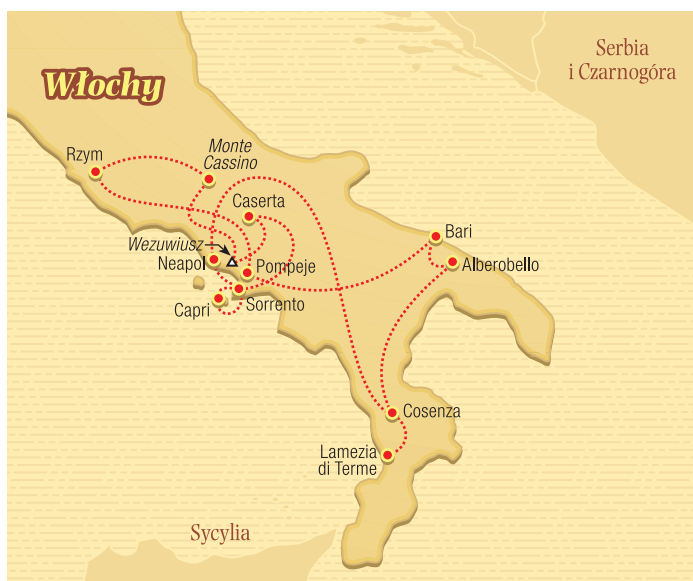 Serbia
i Czarnogóra
Włochy
Rzym
Monte
Cassino
Caserta
Wezuwiusz
Neapol
Pompeje
Bari
Alberobello
Capri
Sorrento
Cosenza
Lamezia
di Terme
Sycylia